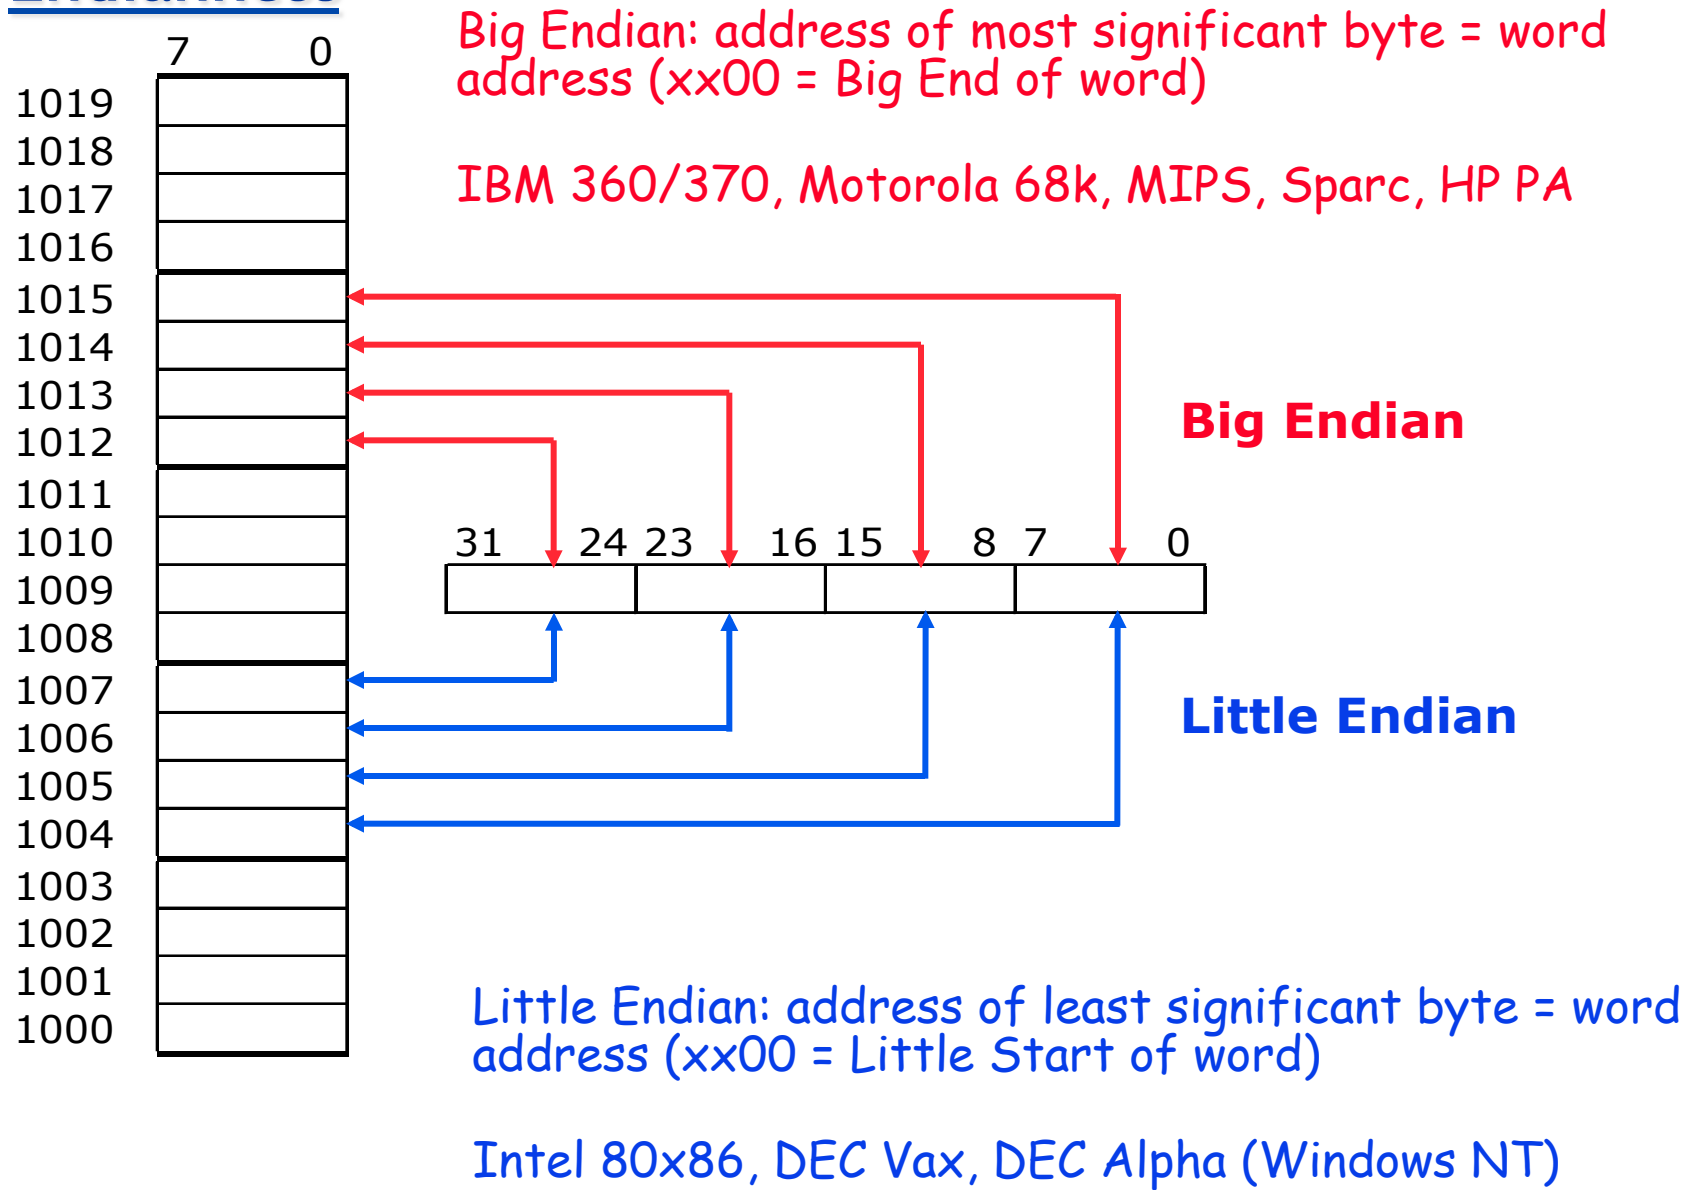 Endianness
Big Endian: address of most significant byte = word
address (xx00 = Big End of word)
IBM 360/370, Motorola 68k, MIPS, Sparc, HP PA
7 0
1019
1018
1017
1016
1015
1014
1013
1012
1011
1010
1009
1008
1007
1006
1005
1004
1003
1002
1001
1000
Big Endian
31 24 23 16 15 8 7 0
Little Endian
Little Endian: address of least significant byte = word
address (xx00 = Little Start of word)
Intel 80x86, DEC Vax, DEC Alpha (Windows NT)